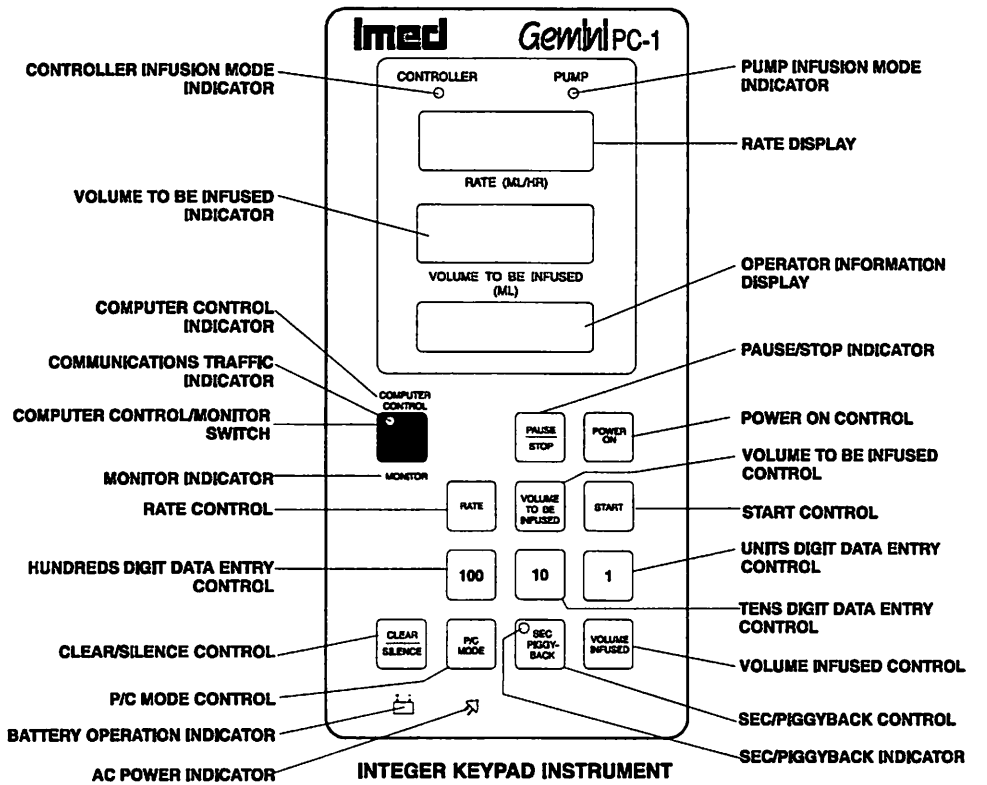 Imed Gemini PC-1
CONTROLLER INFUSION MODE
INDICATOR
VOLUME TO BE INFUSED
INDICATOR
COMPUTER CONTROL
INDICATOR
COMMUNICATIONS TRAFFIC
INDICATOR
COMPUTER CONTROL/MONITOR
SWITCH
MONITOR INDICATOR
RATE CONTROL
HUNDREDS DIGIT DATA ENTRY
CONTROL
CLEAR/SILENCE CONTROL
P/C MODE CONTROL
BATTERY OPERATION INDICATOR
AC POWER INDICATOR
CONTROLLER PUMP
RATE (ML/HR)
VOLUME TO BE INFUSED
(ML)
COMPUTER
CONTROL
MONITOR
PAUSE
STOP
POWER
ON
RATE
VOLUME
TO BE
INFUSED
START
100 10 1
CLEAR
SILENCE
P/C
MODE
SEC
PIGGY-
BACK
VOLUME
INFUSED
PUMP INFUSION MODE
INDICATOR
RATE DISPLAY
OPERATOR INFORMATION
DISPLAY
PAUSE/STOP INDICATOR
POWER ON CONTROL
VOLUME TO BE INFUSED
CONTROL
START CONTROL
UNITS DIGIT DATA ENTRY
CONTROL
TENS DIGIT DATA ENTRY
CONTROL
VOLUME INFUSED CONTROL
SEC/PIGGYBACK CONTROL
SEC/PIGGYBACK INDICATOR
INTEGER KEYPAD INSTRUMENT